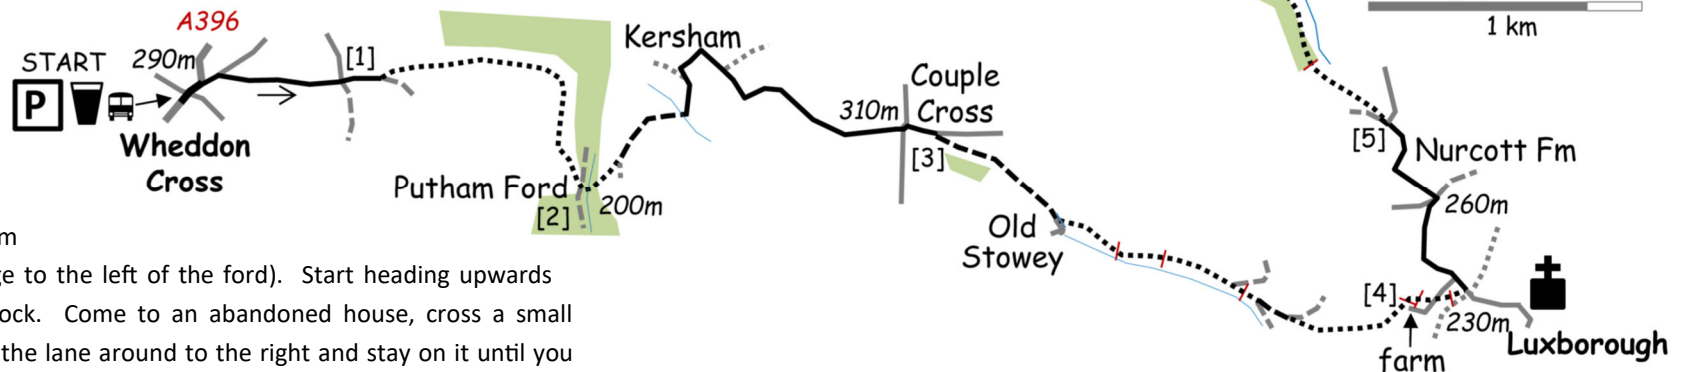 A396
START
290m
P
[1]
Wheddon
Cross
Kersham
Putham Ford
[2]
200m
Couple
Cross
310m
[3]
Old
Stowey
1 km
[5]
Nurcott Fm
260m
[4]
230m
farm
Luxborough
m
ge to the left of the ford). Start heading upwards
ock. Come to an abandoned house, cross a small
the lane around to the right and stay on it until you